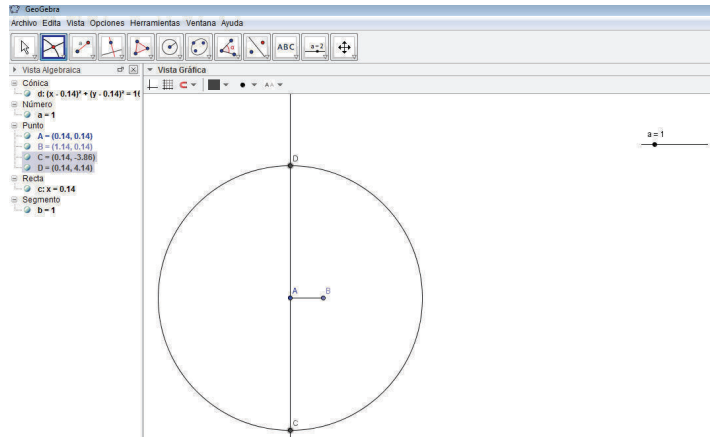 GeoGebra
Archivo Edita Vista Opciones Herramientas Ventana Ayuda
ABC
a=2
Vista Algebraica
Vista Gráfica
Cónica
d: (x - 0.14)² + (y - 0.14)² = 16
Número
a = 1
Punto
A = (0.14, 0.14)
B = (1.14, 0.14)
C = (0.14, -3.86)
D = (0.14, 4.14)
Recta
c: x = 0.14
Segmento
b = 1
a = 1
D
A B
C